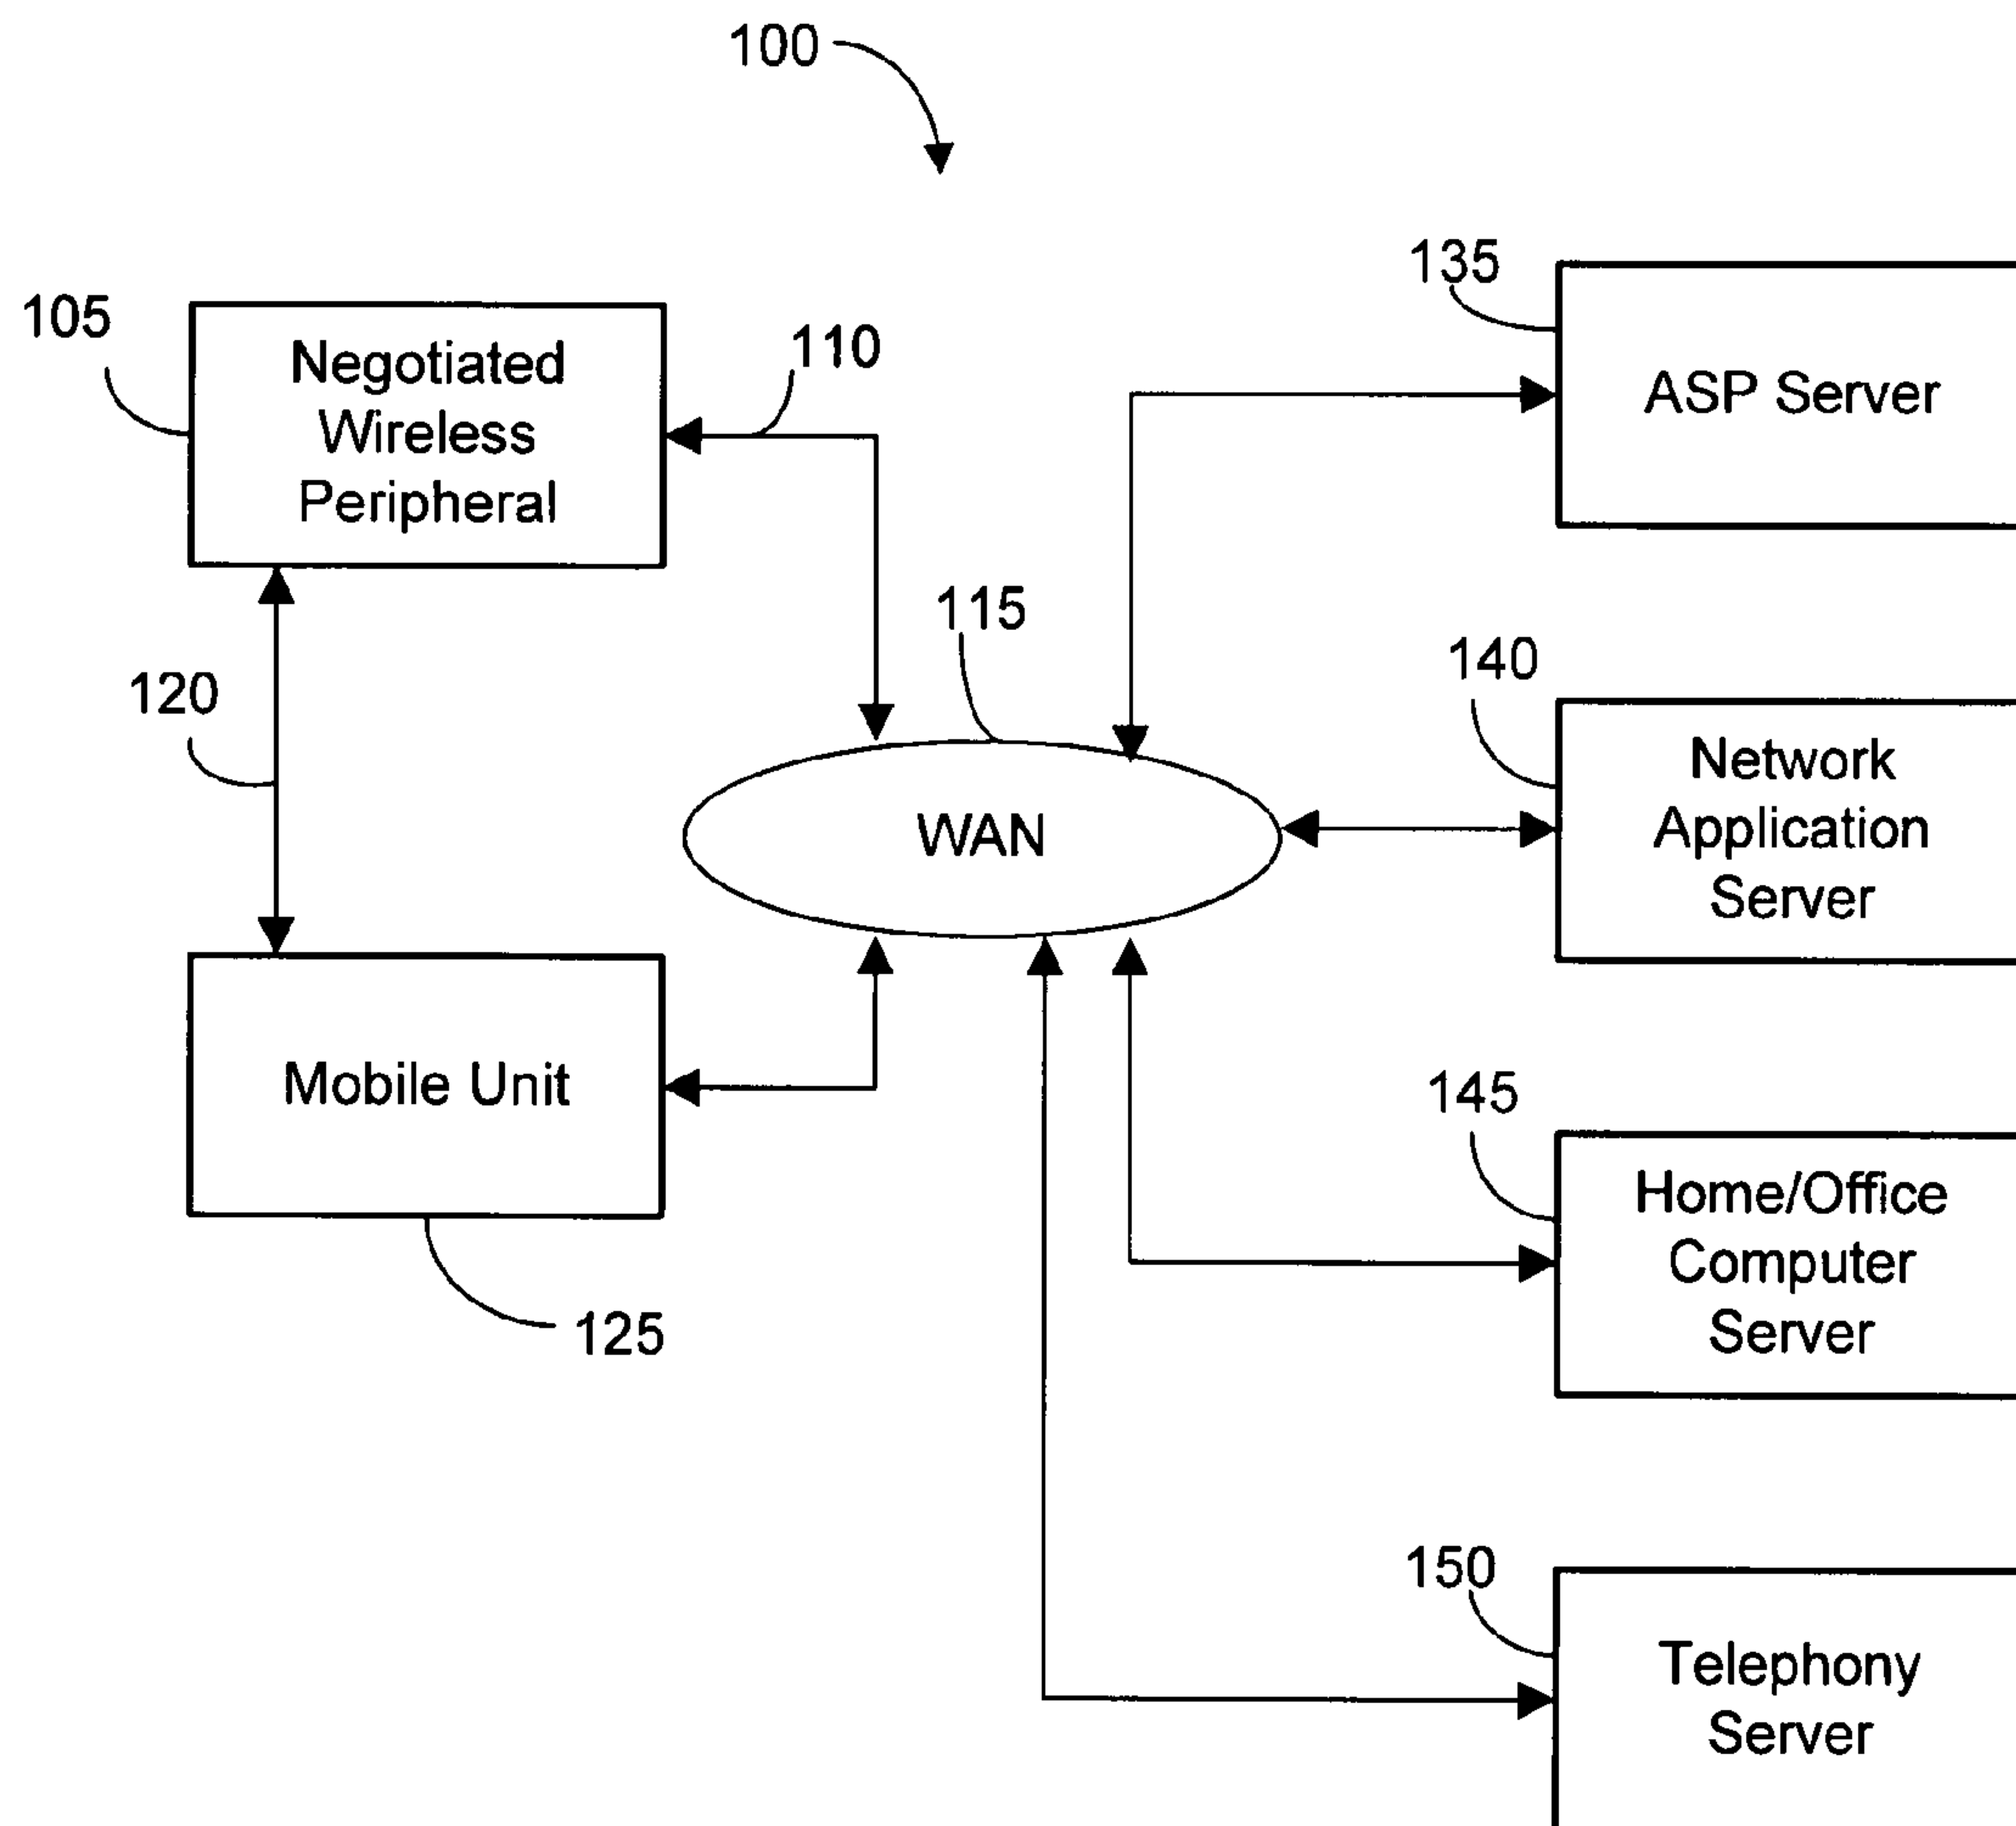 100
135
105
Negotiated
Wireless
Peripheral
110
ASP Server
115
140
120
Network
Application
Server
WAN
Mobile Unit
145
Home/Office
Computer
Server
125
150
Telephony
Server